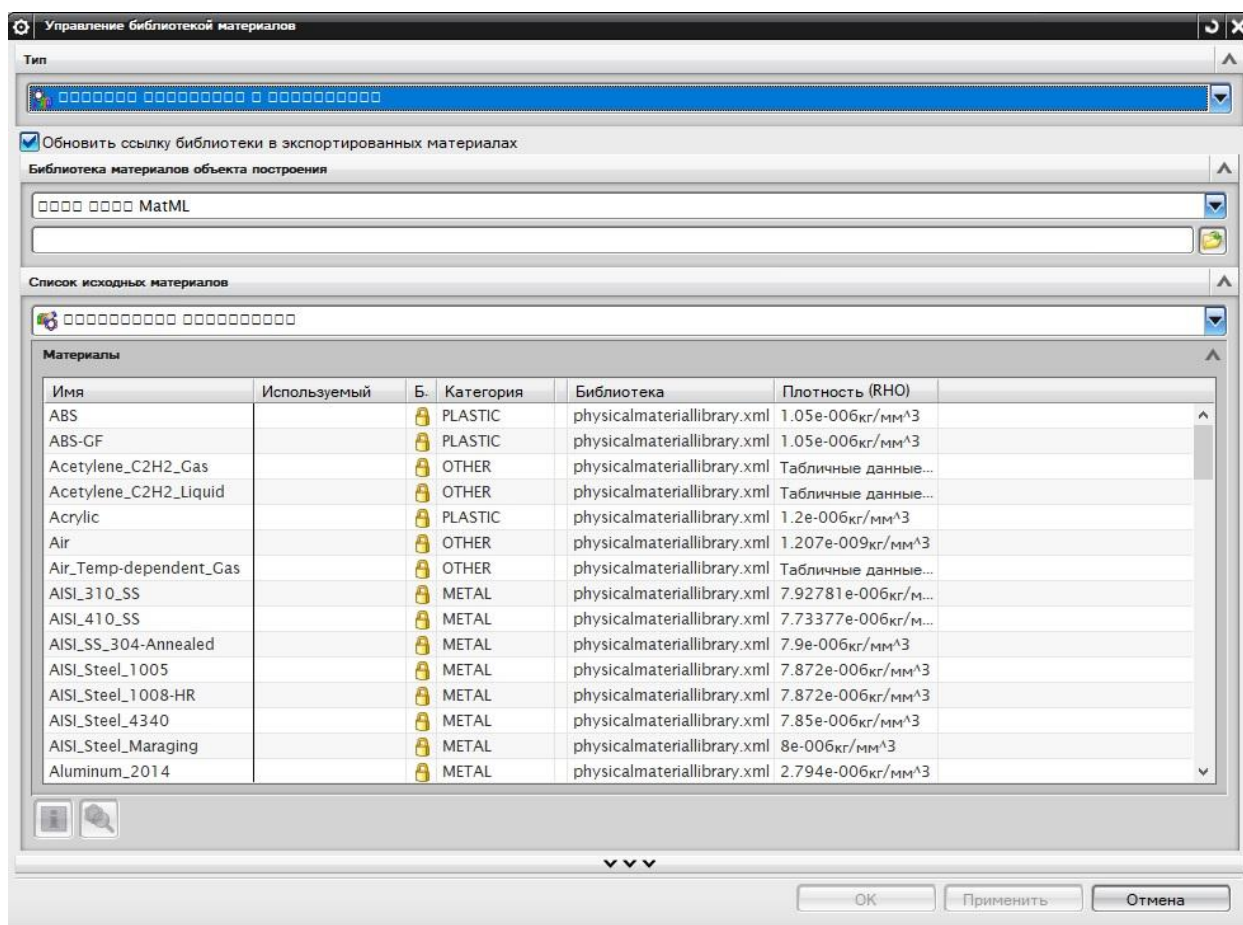 Управление библиотекой материалов
Тип
Обновить ссылку библиотеки в экспортированных материалах
Библиотека материалов объекта построения
MatML
Список исходных материалов
Материалы
Имя Используемый Б. Категория Библиотека Плотность (RHO)
ABS PLASTIC physicalmateriallibrary.xml 1.05e-006кг/мм^3
ABS-GF PLASTIC physicalmateriallibrary.xml 1.05e-006кг/мм^3
Acetylene_C2H2_Gas OTHER physicalmateriallibrary.xml Табличные данные...
Acetylene_C2H2_Liquid OTHER physicalmateriallibrary.xml Табличные данные...
Acrylic PLASTIC physicalmateriallibrary.xml 1.2e-006кг/мм^3
Air OTHER physicalmateriallibrary.xml 1.207e-009кг/мм^3
Air_Temp-dependent_Gas OTHER physicalmateriallibrary.xml Табличные данные...
AISI_310_SS METAL physicalmateriallibrary.xml 7.92781e-006кг/м...
AISI_410_SS METAL physicalmateriallibrary.xml 7.73377e-006кг/м...
AISI_SS_304-Annealed METAL physicalmateriallibrary.xml 7.9e-006кг/мм^3
AISI_Steel_1005 METAL physicalmateriallibrary.xml 7.872e-006кг/мм^3
AISI_Steel_1008-HR METAL physicalmateriallibrary.xml 7.872e-006кг/мм^3
AISI_Steel_4340 METAL physicalmateriallibrary.xml 7.85e-006кг/мм^3
AISI_Steel_Maraging METAL physicalmateriallibrary.xml 8e-006кг/мм^3
Aluminum_2014 METAL physicalmateriallibrary.xml 2.794e-006кг/мм^3
OK Применить Отмена